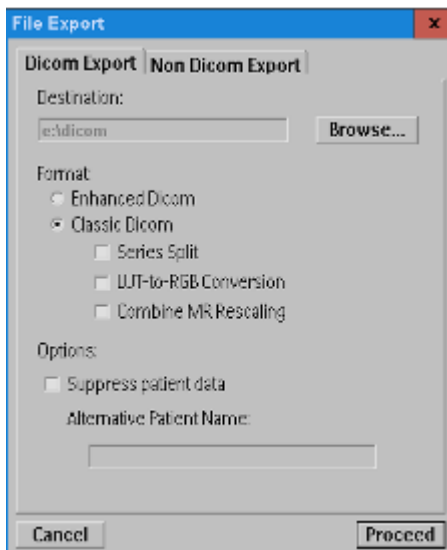 File Export x
Dicom Export Non Dicom Export
Destination:
e:\dicom Browse...
Format:
Enhanced Dicom
Classic Dicom
Series Split
LUT-to-RGB Conversion
Combine MR Rescaling
Options:
Suppress patient data
Alternative Patient Name:
Cancel Proceed